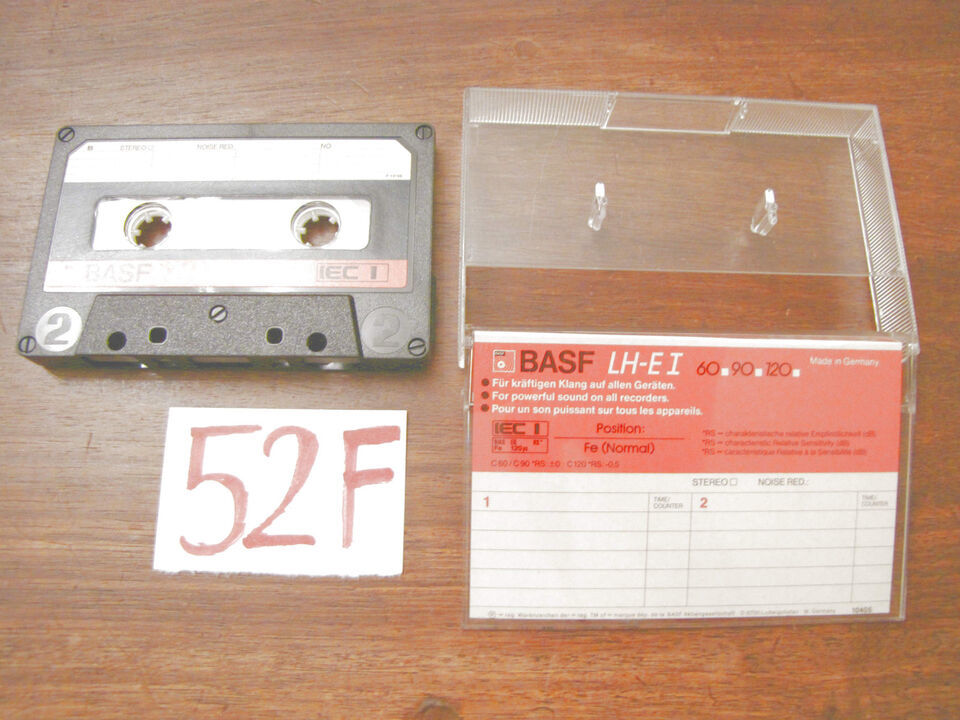 B STEREO NOISE RED. NO.
BASF
IEC I
2
2
52F
BASF LH-E I 60 90 120
Made in Germany
Für kräftigen Klang auf allen Geräten.
For powerful sound on all recorders.
Pour un son puissant sur tous les appareils.
IEC I
Position:
Fe (Normal)
*RS = charakteristische relative Empfindlichkeit (dB)
*RS = characteristic Relative Sensitivity (dB)
*RS = caractéristique Relative à la Sensibilité (dB)
C 60 / C 90 *RS: ±0 C 120 *RS: -0,5
STEREO NOISE RED.:
1 TIME/COUNTER 2 TIME/COUNTER
10405